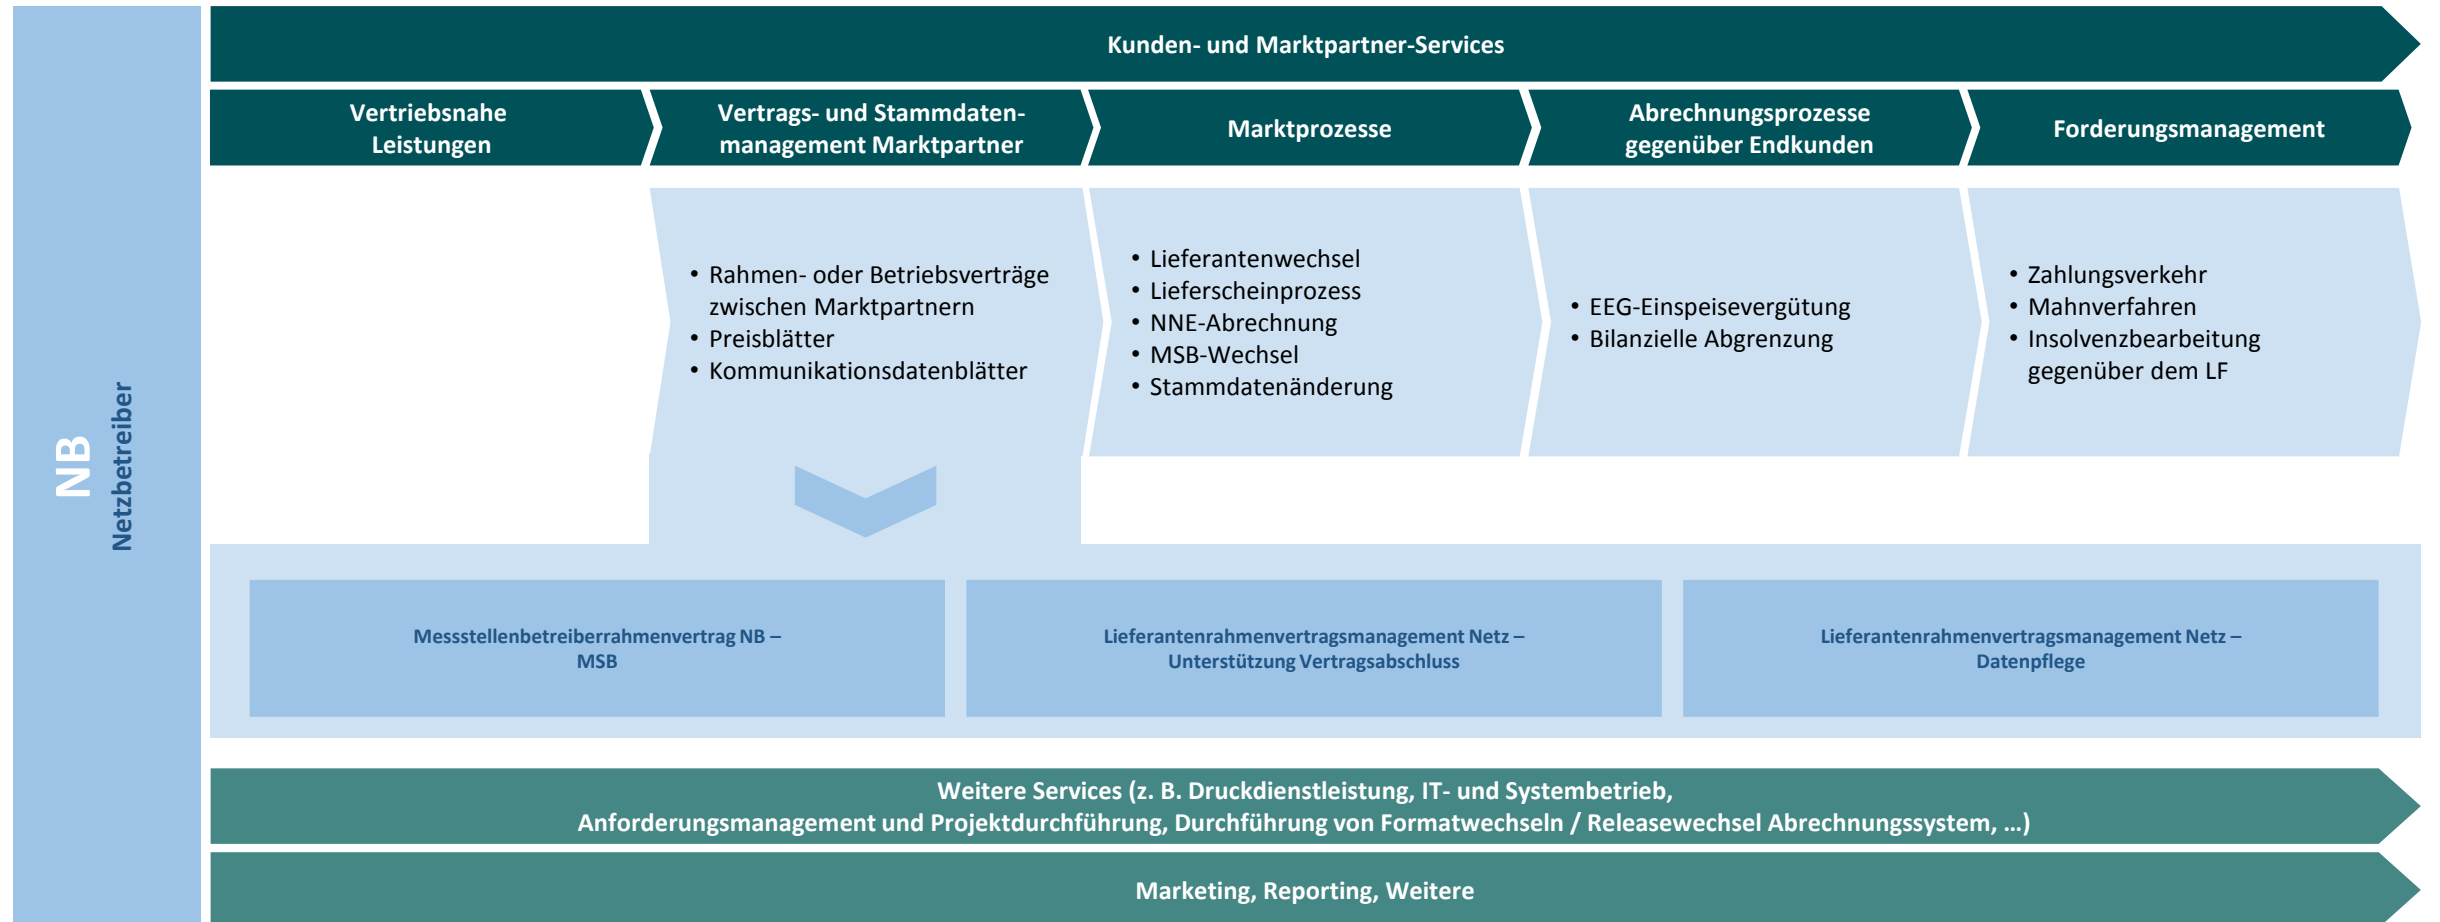 NB
Netzbetreiber
Kunden- und Marktpartner-Services
Vertriebsnahe
Leistungen
Vertrags- und Stammdaten-
management Marktpartner
Marktprozesse
Abrechnungsprozesse
gegenüber Endkunden
Forderungsmanagement
• Rahmen- oder Betriebsverträge
zwischen Marktpartnern
• Preisblätter
• Kommunikationsdatenblätter
• Lieferantenwechsel
• Lieferscheinprozess
• NNE-Abrechnung
• MSB-Wechsel
• Stammdatenänderung
• EEG-Einspeisevergütung
• Bilanzielle Abgrenzung
• Zahlungsverkehr
• Mahnverfahren
• Insolvenzbearbeitung
gegenüber dem LF
Messstellenbetreiberrahmenvertrag NB –
MSB
Lieferantenrahmenvertragsmanagement Netz –
Unterstützung Vertragsabschluss
Lieferantenrahmenvertragsmanagement Netz –
Datenpflege
Weitere Services (z. B. Druckdienstleistung, IT- und Systembetrieb,
Anforderungsmanagement und Projektdurchführung, Durchführung von Formatwechseln / Releasewechsel Abrechnungssystem, …)
Marketing, Reporting, Weitere